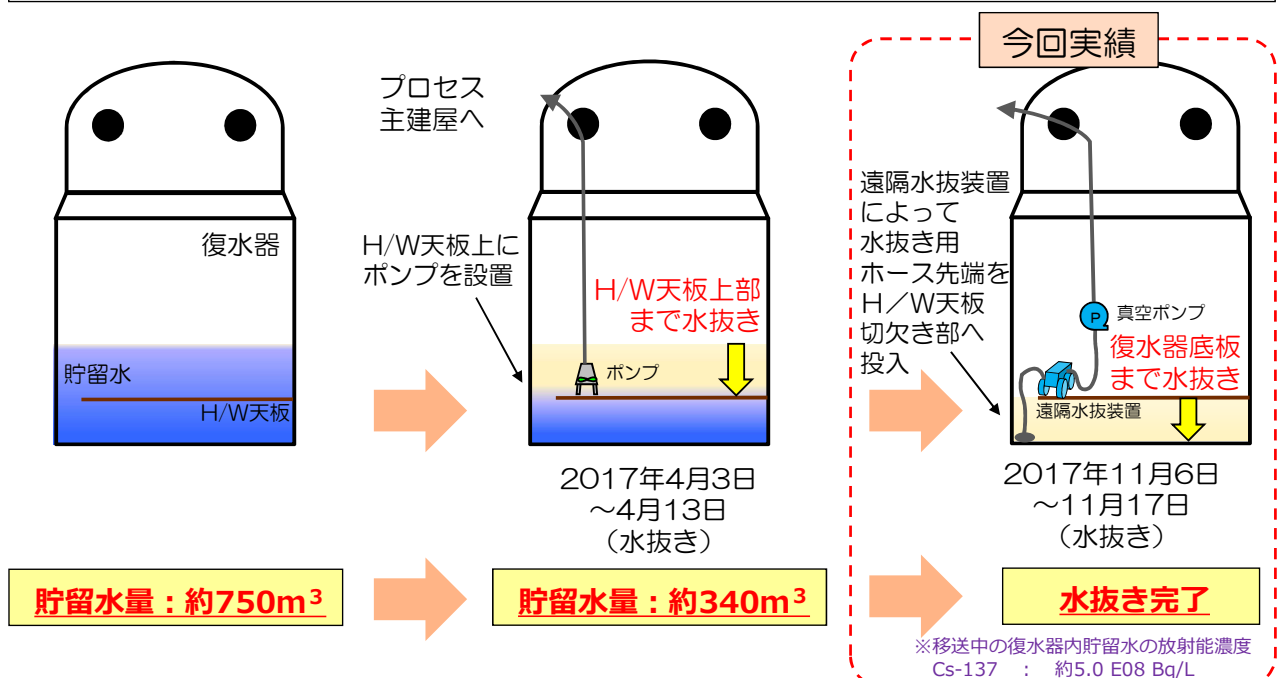 今回実績
プロセス
主建屋へ
復水器
貯留水
H/W天板
H/W天板上に
ポンプを設置
H/W天板上部
まで水抜き
ポンプ
遠隔水抜装置
によって
水抜き用
ホース先端を
H/W天板
切欠き部へ
投入
P
真空ポンプ
復水器底板
まで水抜き
遠隔水抜装置
2017年4月3日
～4月13日
（水抜き）
2017年11月6日
～11月17日
（水抜き）
貯留水量：約750m³
貯留水量：約340m³
水抜き完了
※移送中の復水器内貯留水の放射能濃度
Cs-137 ： 約5.0 E08 Bq/L